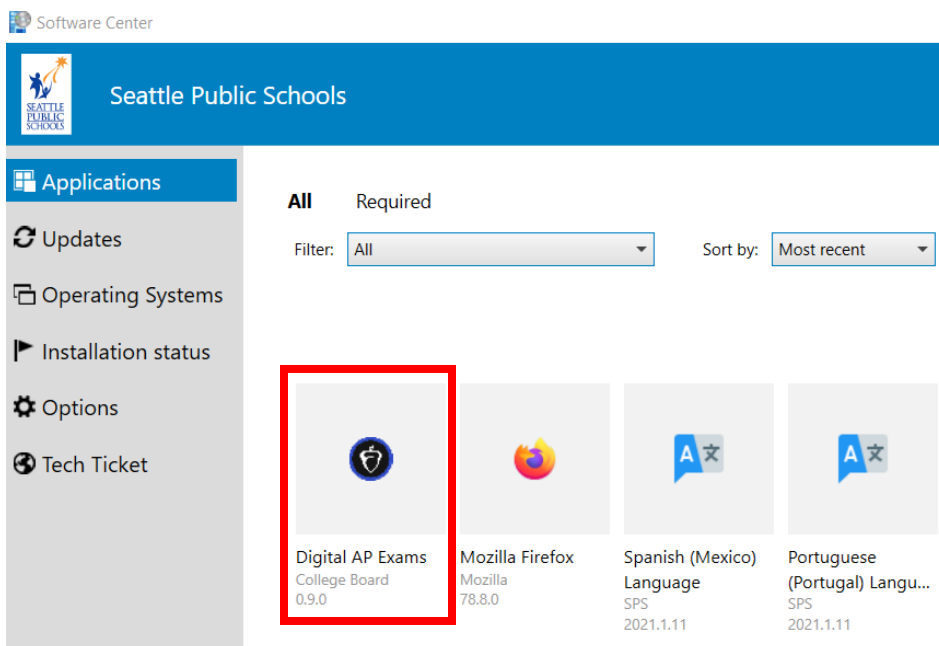 Software Center
SEATTLE
PUBLIC
SCHOOLS
Seattle Public Schools
Applications
Updates
Operating Systems
Installation status
Options
Tech Ticket
All Required
Filter: All Sort by: Most recent
A 文 A 文
Digital AP Exams Mozilla Firefox Spanish (Mexico) Portuguese
College Board Mozilla Language (Portugal) Langu...
0.9.0 78.8.0 SPS SPS
2021.1.11 2021.1.11